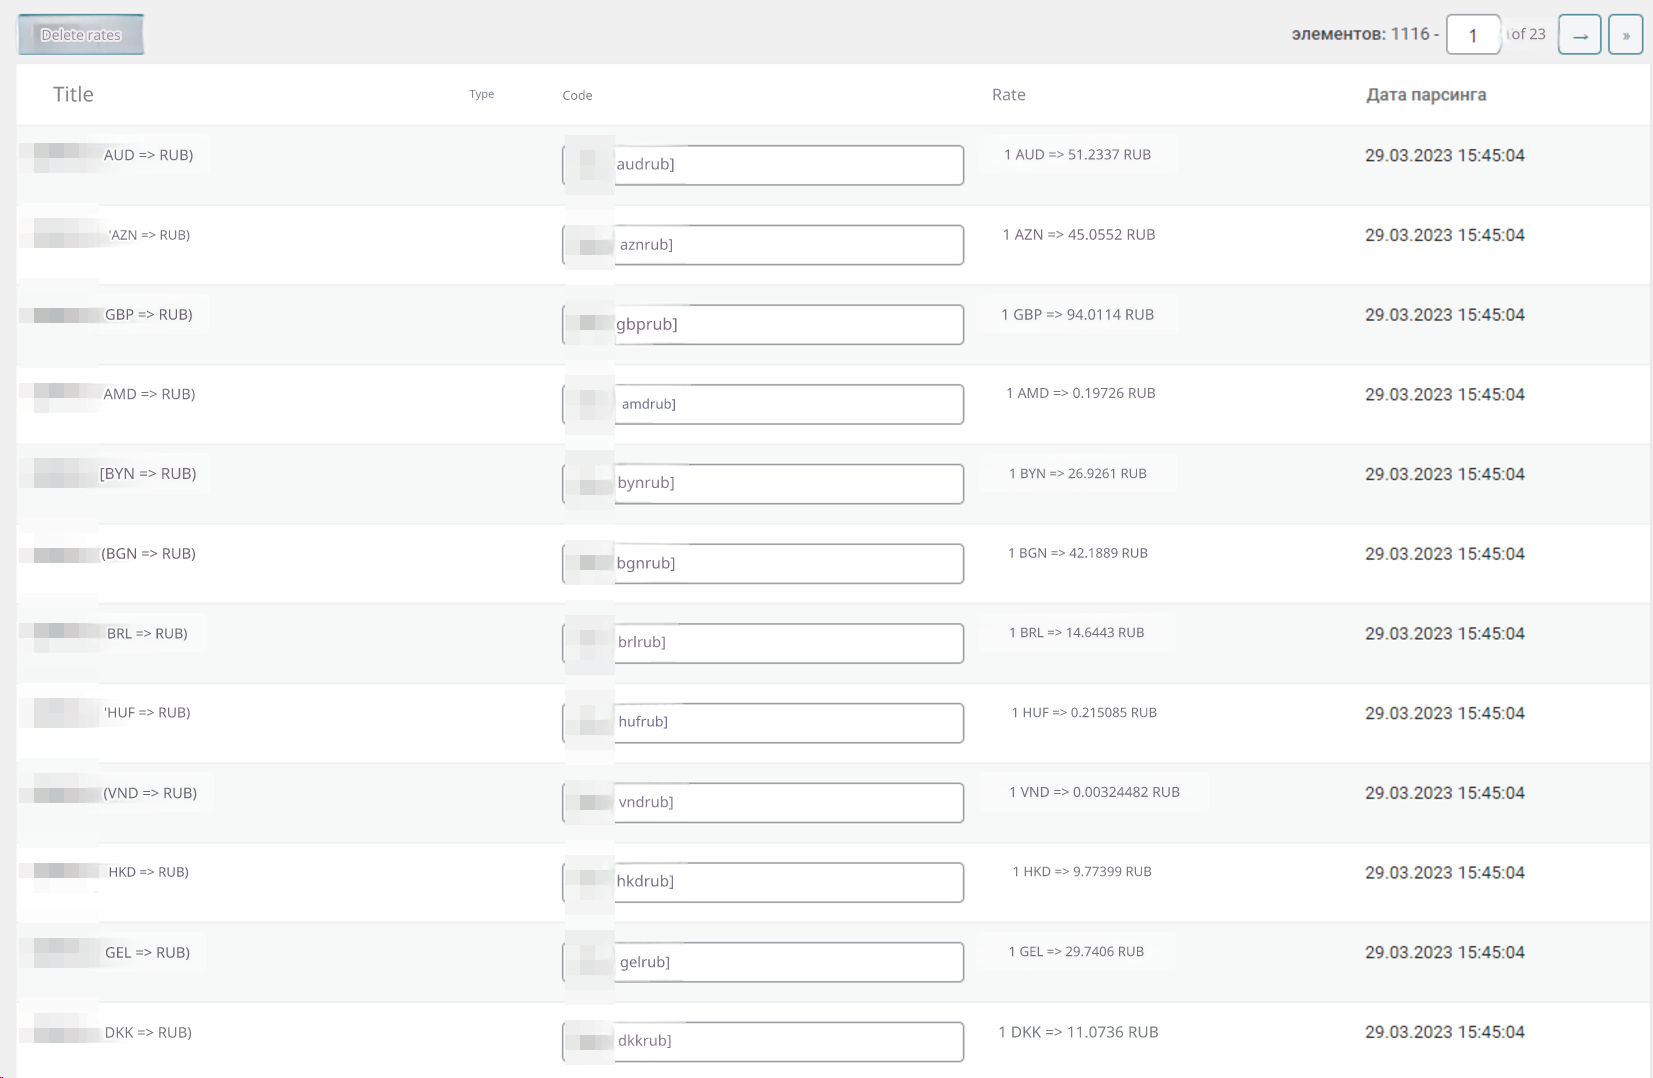 Delete rates элементов: 1116 - 1 of 23 → »
Title Type Code Rate Дата парсинга
AUD => RUB) audrub] 1 AUD => 51.2337 RUB 29.03.2023 15:45:04
'AZN => RUB) aznrub] 1 AZN => 45.0552 RUB 29.03.2023 15:45:04
GBP => RUB) gbprub] 1 GBP => 94.0114 RUB 29.03.2023 15:45:04
AMD => RUB) amdrub] 1 AMD => 0.19726 RUB 29.03.2023 15:45:04
[BYN => RUB) bynrub] 1 BYN => 26.9261 RUB 29.03.2023 15:45:04
(BGN => RUB) bgnrub] 1 BGN => 42.1889 RUB 29.03.2023 15:45:04
BRL => RUB) brlrub] 1 BRL => 14.6443 RUB 29.03.2023 15:45:04
'HUF => RUB) hufrub] 1 HUF => 0.215085 RUB 29.03.2023 15:45:04
(VND => RUB) vndrub] 1 VND => 0.00324482 RUB 29.03.2023 15:45:04
HKD => RUB) hkdrub] 1 HKD => 9.77399 RUB 29.03.2023 15:45:04
GEL => RUB) gelrub] 1 GEL => 29.7406 RUB 29.03.2023 15:45:04
DKK => RUB) dkkrub] 1 DKK => 11.0736 RUB 29.03.2023 15:45:04